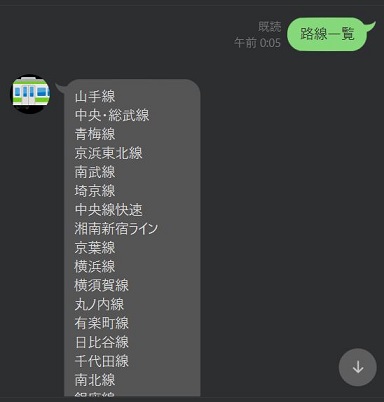 既読
午前 0:05
路線一覧
山手線
中央・総武線
青梅線
京浜東北線
南武線
埼京線
中央線快速
湘南新宿ライン
京葉線
横浜線
横須賀線
丸ノ内線
有楽町線
日比谷線
千代田線
南北線